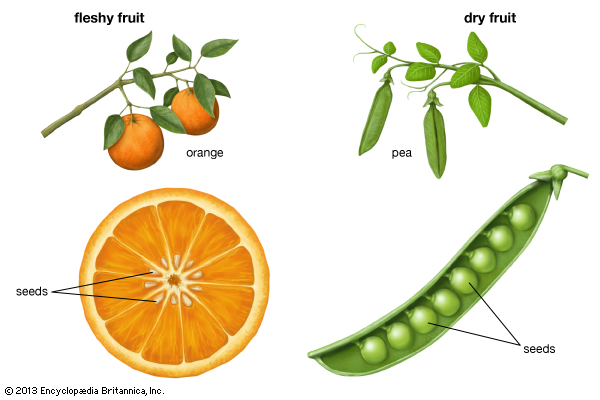 fleshy fruit
dry fruit
orange
pea
seeds
seeds
© 2013 Encyclopædia Britannica, Inc.